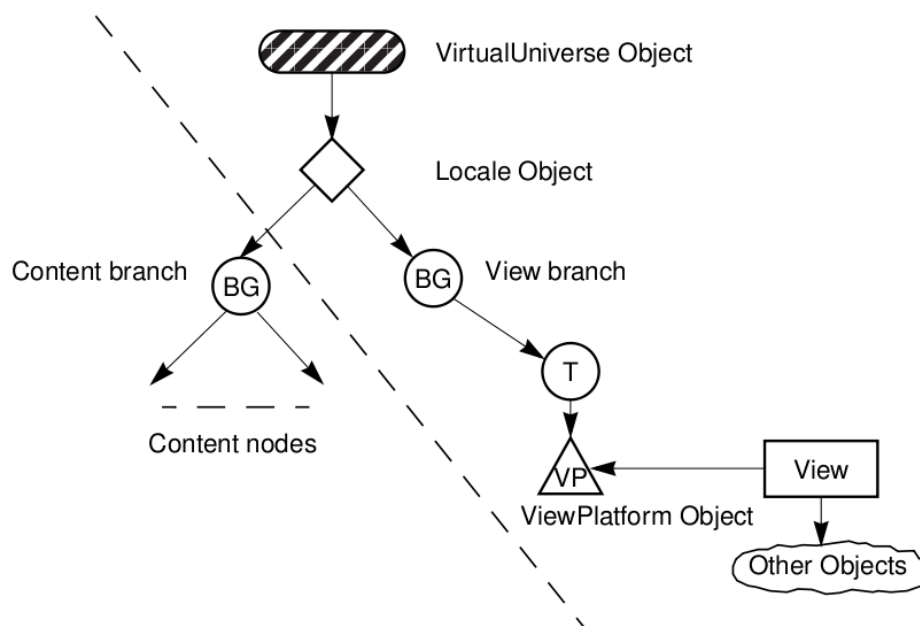 VirtualUniverse Object
Locale Object
Content branch
BG
BG
View branch
T
Content nodes
VP
View
ViewPlatform Object
Other Objects